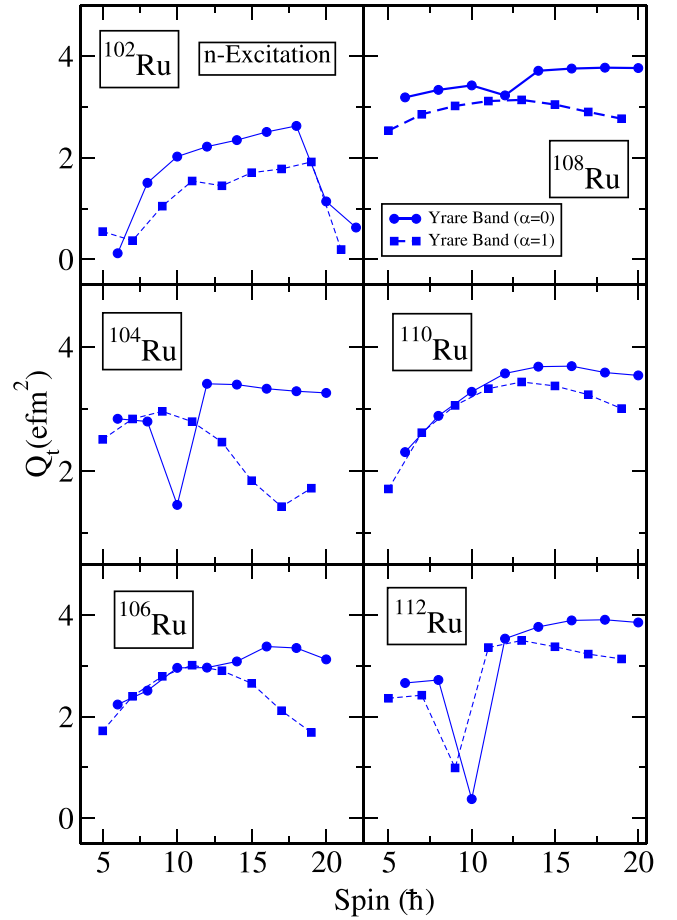 ¹⁰²Ru
n-Excitation
4
2
0
¹⁰⁸Ru
Yrare Band (α=0)
Yrare Band (α=1)
¹⁰⁴Ru
4
2
¹¹⁰Ru
Qₜ(efm²)
¹⁰⁶Ru
4
2
0
¹¹²Ru
5 10 15 20 5 10 15 20
Spin (ħ)